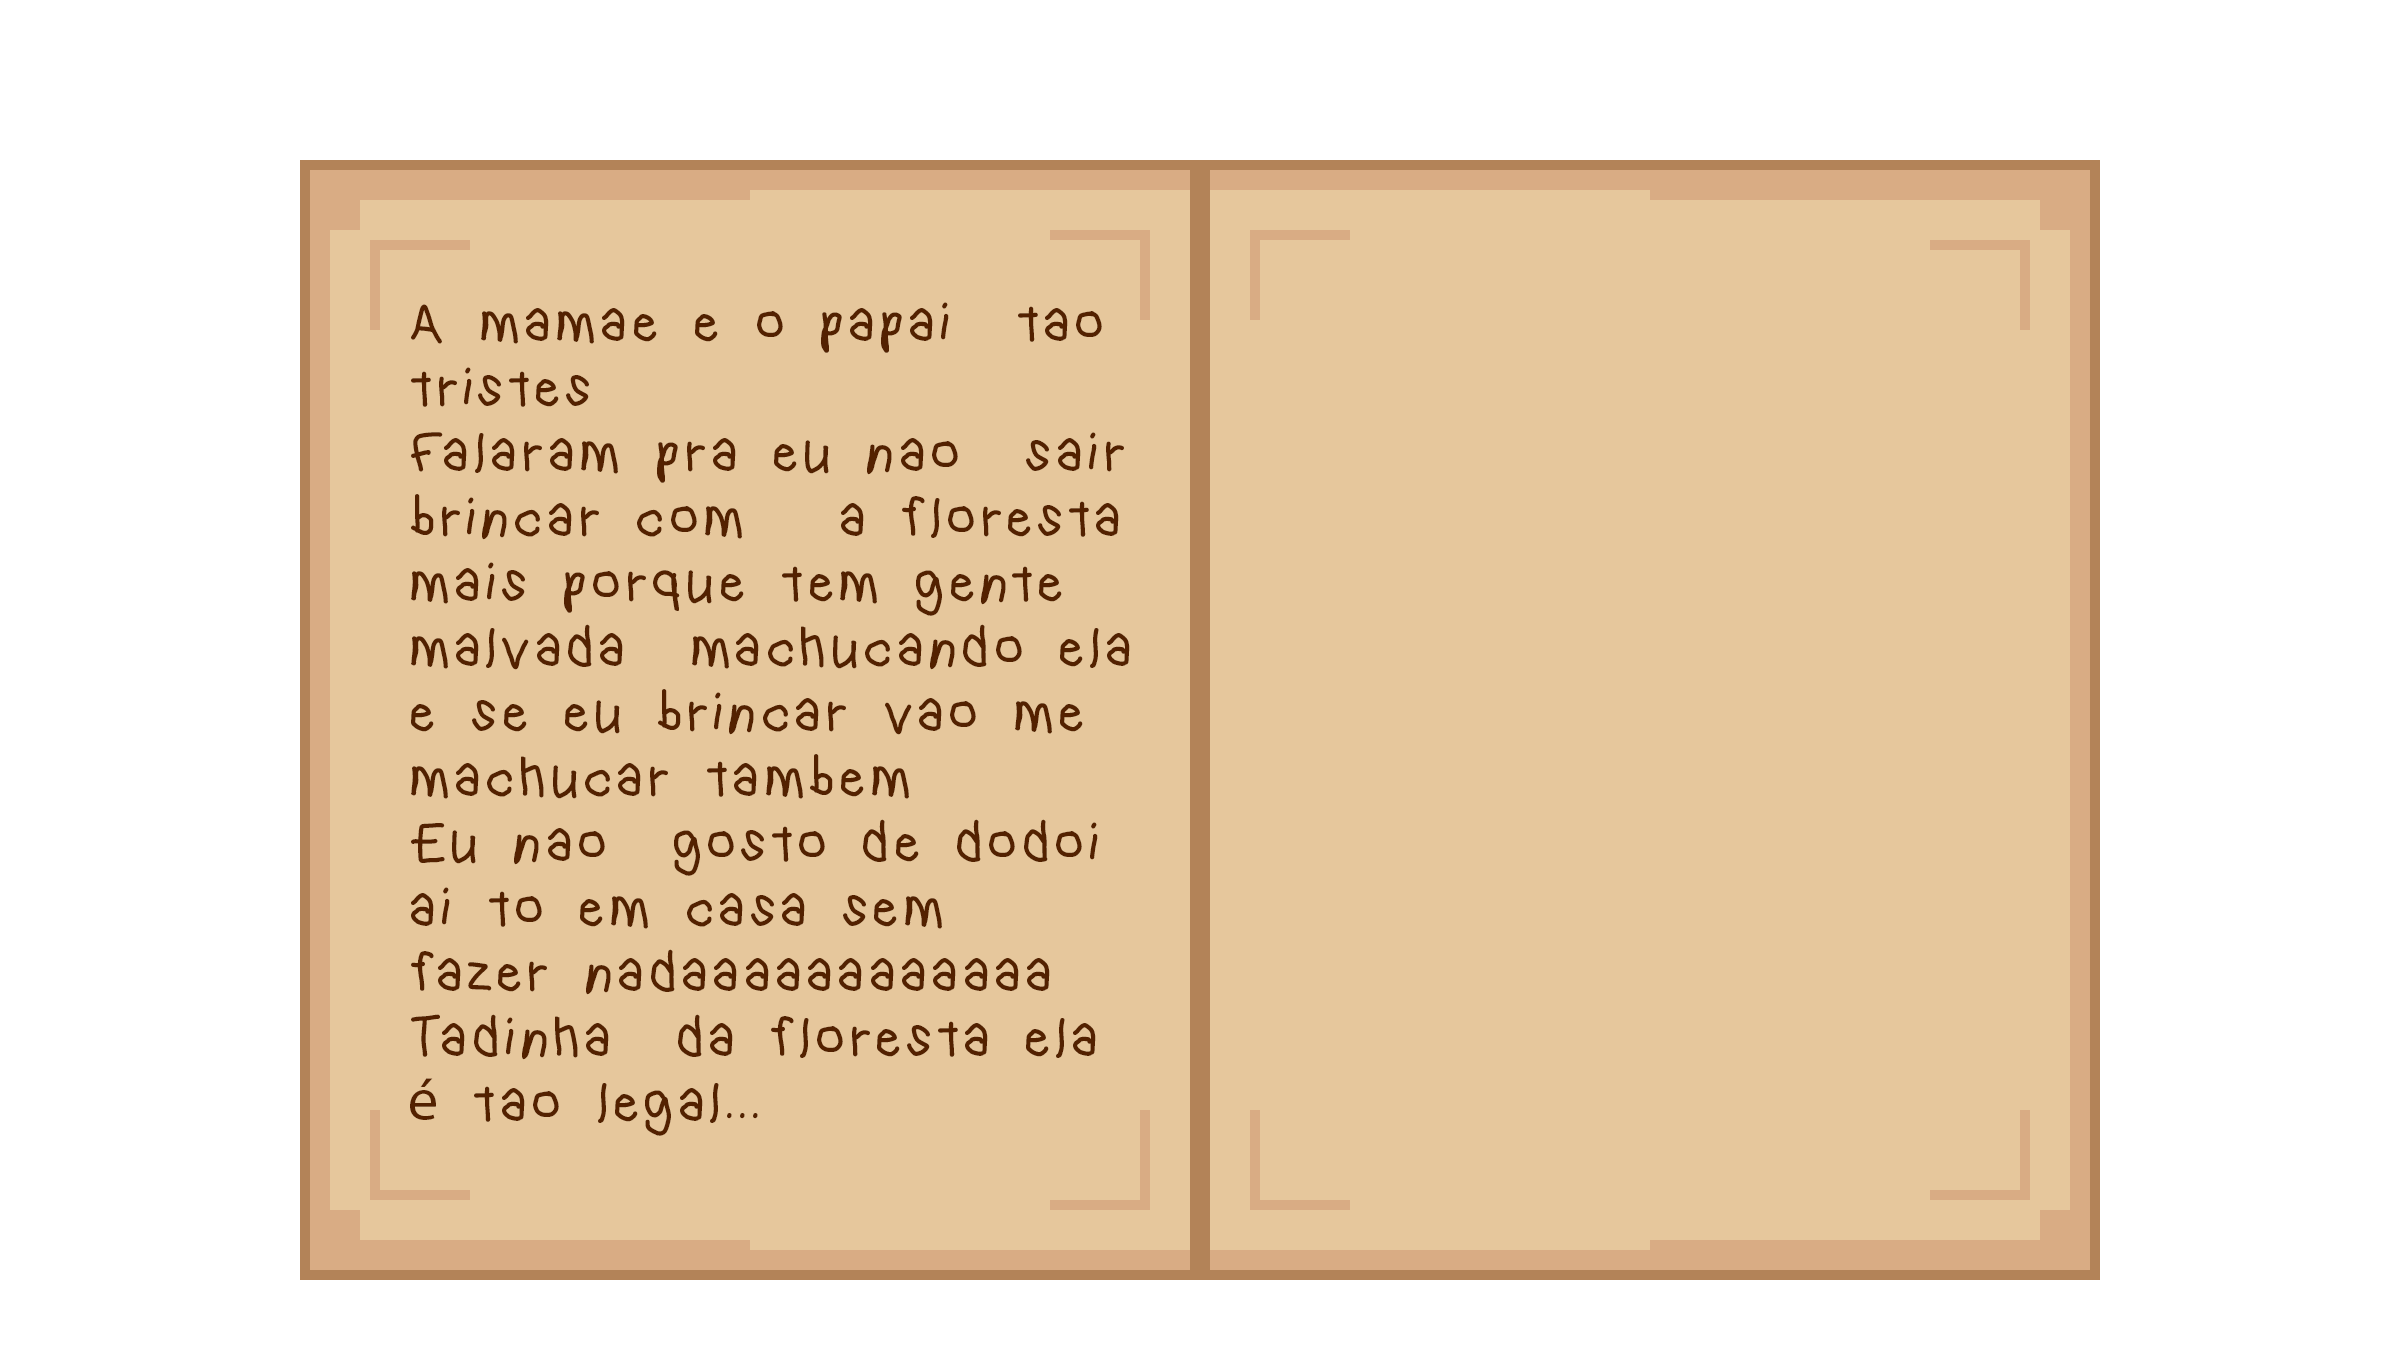 A mamae e o papai tao
tristes
Falaram pra eu nao sair
brincar com a floresta
mais porque tem gente
malvada machucando ela
e se eu brincar vao me
machucar tambem
Eu nao gosto de dodoi
ai to em casa sem
fazer nadaaaaaaaaaaaaa
Tadinha da floresta ela
é tao legal...